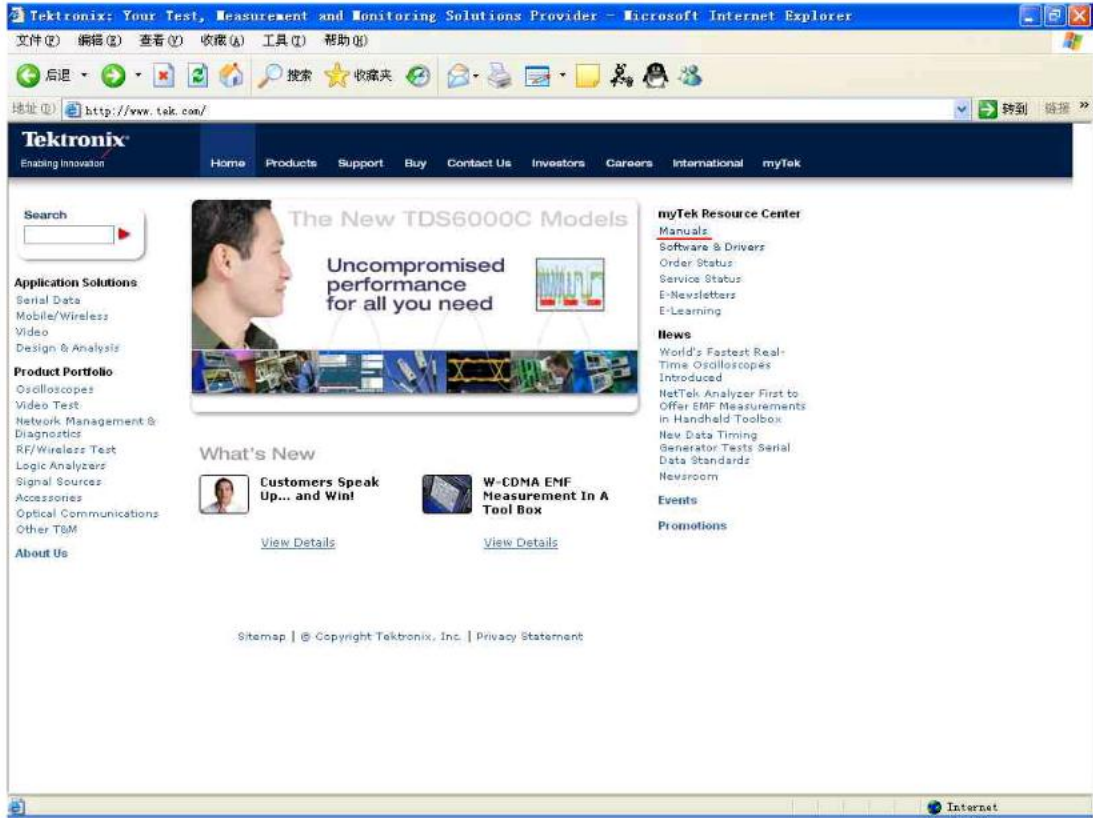 Tektronix: Your Test, Measurement and Monitoring Solutions Provider - Microsoft Internet Explorer
文件(F) 编辑(E) 查看(V) 收藏(A) 工具(T) 帮助(H)
后退 搜索 收藏夹
地址(D) http://www.tek.com/ 转到 链接 »
Tektronix
Enabling Innovation
Home Products Support Buy Contact Us Investors Careers International myTek
Search
Application Solutions
Serial Data
Mobile/Wireless
Video
Design & Analysis
Product Portfolio
Oscilloscopes
Video Test
Network Management &
Diagnostics
RF/Wireless Test
Logic Analyzers
Signal Sources
Accessories
Optical Communications
Other T&M
About Us
The New TDS6000C Models
Uncompromised
performance
for all you need
What's New
Customers Speak
Up... and Win!
View Details
W-CDMA EMF
Measurement In A
Tool Box
View Details
myTek Resource Center
Manuals
Software & Drivers
Order Status
Service Status
E-Newsletters
E-Learning
News
World's Fastest Real-
Time Oscilloscopes
Introduced
NetTek Analyzer First to
Offer EMF Measurements
in Handheld Toolbox
New Data Timing
Generator Tests Serial
Data Standards
Newsroom
Events
Promotions
Sitemap | © Copyright Tektronix, Inc. | Privacy Statement
Internet